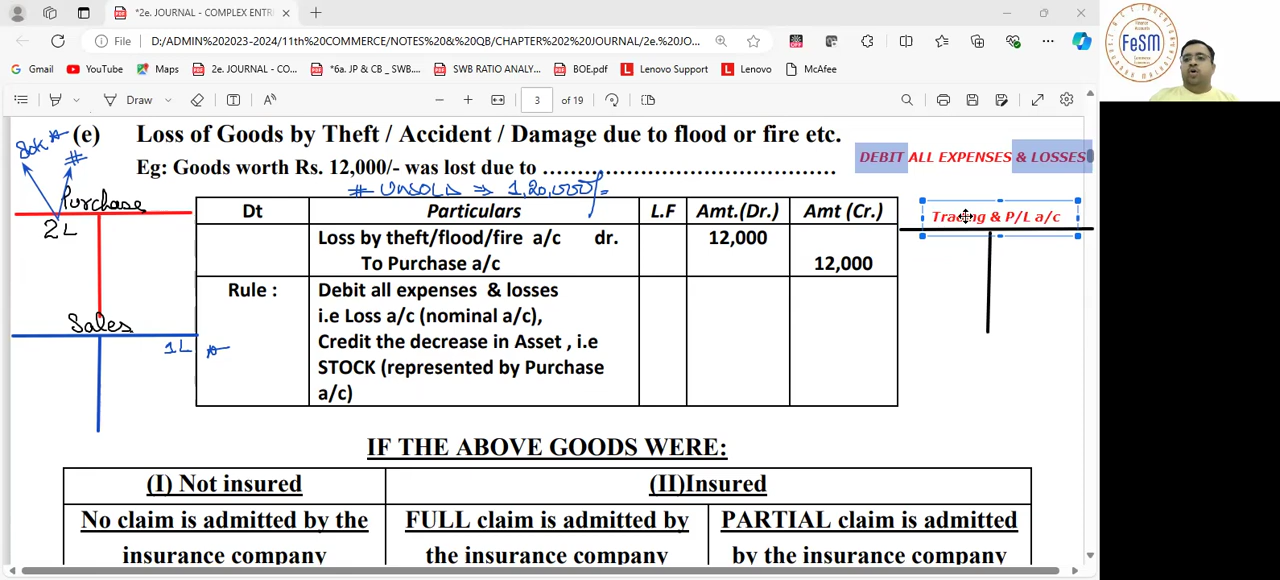 *2e. JOURNAL - COMPLEX ENTR
File
D:/ADMIN%202023-2024/11th%20COMMERCE/NOTES%
QB/CHAPTER%202%20JOURNAL/2e.%20JO...
Gmail
YouTube
Maps
2e. JOURNAL - CO...
*6a. JP & CB _ SWB....
SWB RATIO ANALY...
BOE.pdf
Lenovo Support
Lenovo
McAfee
Draw
3
of 19
FeSM
(e) Loss of Goods by Theft / Accident / Damage due to flood or fire etc.
Eg: Goods worth Rs. 12,000/- was lost due to ……………………………………
DEBIT ALL EXPENSES & LOSSES
80K
#
# UNSOLD ⇒ 1,20,000/-
Purchase
2L
Sales
1L
Dt Particulars L.F Amt.(Dr.) Amt (Cr.)
Trading & P/L a/c
Loss by theft/flood/fire a/c dr. 12,000
To Purchase a/c 12,000
Rule : Debit all expenses & losses
i.e Loss a/c (nominal a/c),
Credit the decrease in Asset , i.e
STOCK (represented by Purchase
a/c)
IF THE ABOVE GOODS WERE:
(I) Not insured (II)Insured
No claim is admitted by the
insurance company
FULL claim is admitted by
the insurance company
PARTIAL claim is admitted
by the insurance company